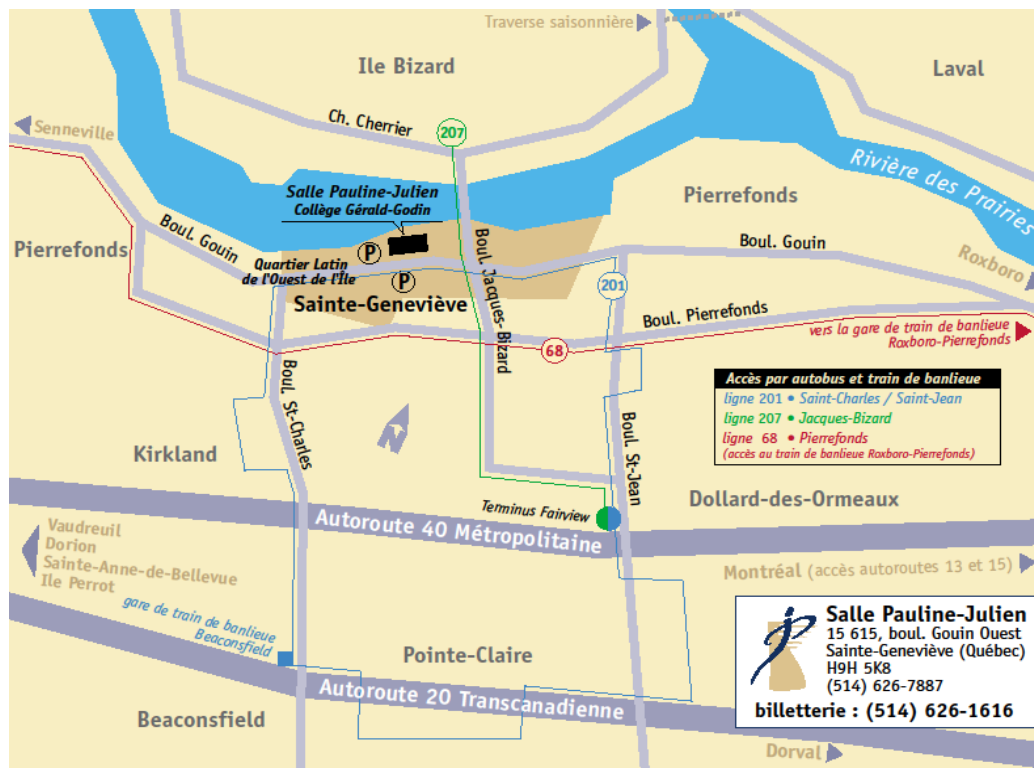 Traverse saisonnière
Ile Bizard
Laval
Ch. Cherrier
207
Senneville
Rivière des Prairies
Salle Pauline-Julien
Collège Gérald-Godin
Pierrefonds
Pierrefonds
Boul. Gouin
P
Boul. Jacques-Bizard
Boul. Gouin
Roxboro
Quartier Latin
de l'Ouest de l'Île
P
201
Sainte-Geneviève
Boul. Pierrefonds
vers la gare de train de banlieue
Roxboro-Pierrefonds
68
Accès par autobus et train de banlieue
ligne 201 • Saint-Charles / Saint-Jean
ligne 207 • Jacques-Bizard
ligne 68 • Pierrefonds
(accès au train de banlieue Roxboro-Pierrefonds)
Boul. St-Charles
N
Boul. St-Jean
Kirkland
Dollard-des-Ormeaux
Terminus Fairview
Autoroute 40 Métropolitaine
Vaudreuil
Dorion
Sainte-Anne-de-Bellevue
Ile Perrot
Montréal (accès autoroutes 13 et 15)
gare de train de banlieue
Beaconsfield
Pointe-Claire
Salle Pauline-Julien
15 615, boul. Gouin Ouest
Sainte-Geneviève (Québec)
H9H 5K8
(514) 626-7887
billetterie : (514) 626-1616
Autoroute 20 Transcanadienne
Beaconsfield
Dorval